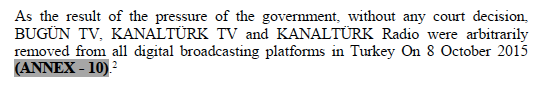 As the result of the pressure of the government, without any court decision,
BUGÜN TV, KANALTÜRK TV and KANALTÜRK Radio were arbitrarily
removed from all digital broadcasting platforms in Turkey On 8 October 2015
(ANNEX - 10).2